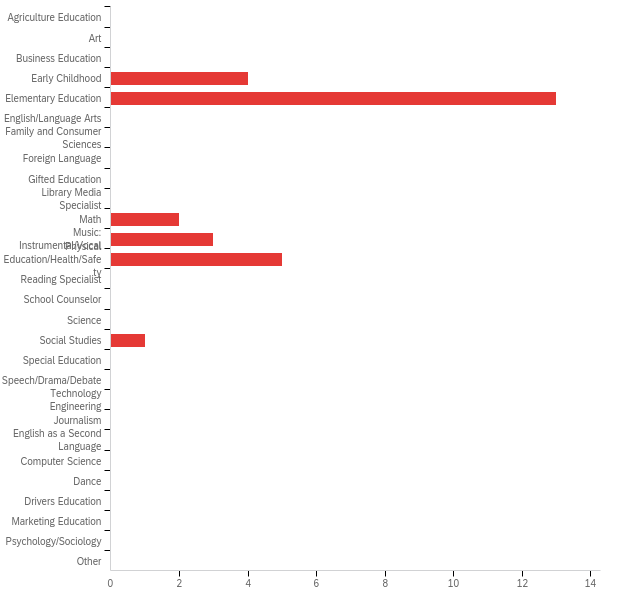 Agriculture Education
Art
Business Education
Early Childhood
Elementary Education
English/Language Arts
Family and Consumer
Sciences
Foreign Language
Gifted Education
Library Media
Specialist
Math
Music:
Instrumental/Vocal
Physical
Education/Health/Safe
ty
Reading Specialist
School Counselor
Science
Social Studies
Special Education
Speech/Drama/Debate
Technology
Engineering
Journalism
English as a Second
Language
Computer Science
Dance
Drivers Education
Marketing Education
Psychology/Sociology
Other
0 2 4 6 8 10 12 14